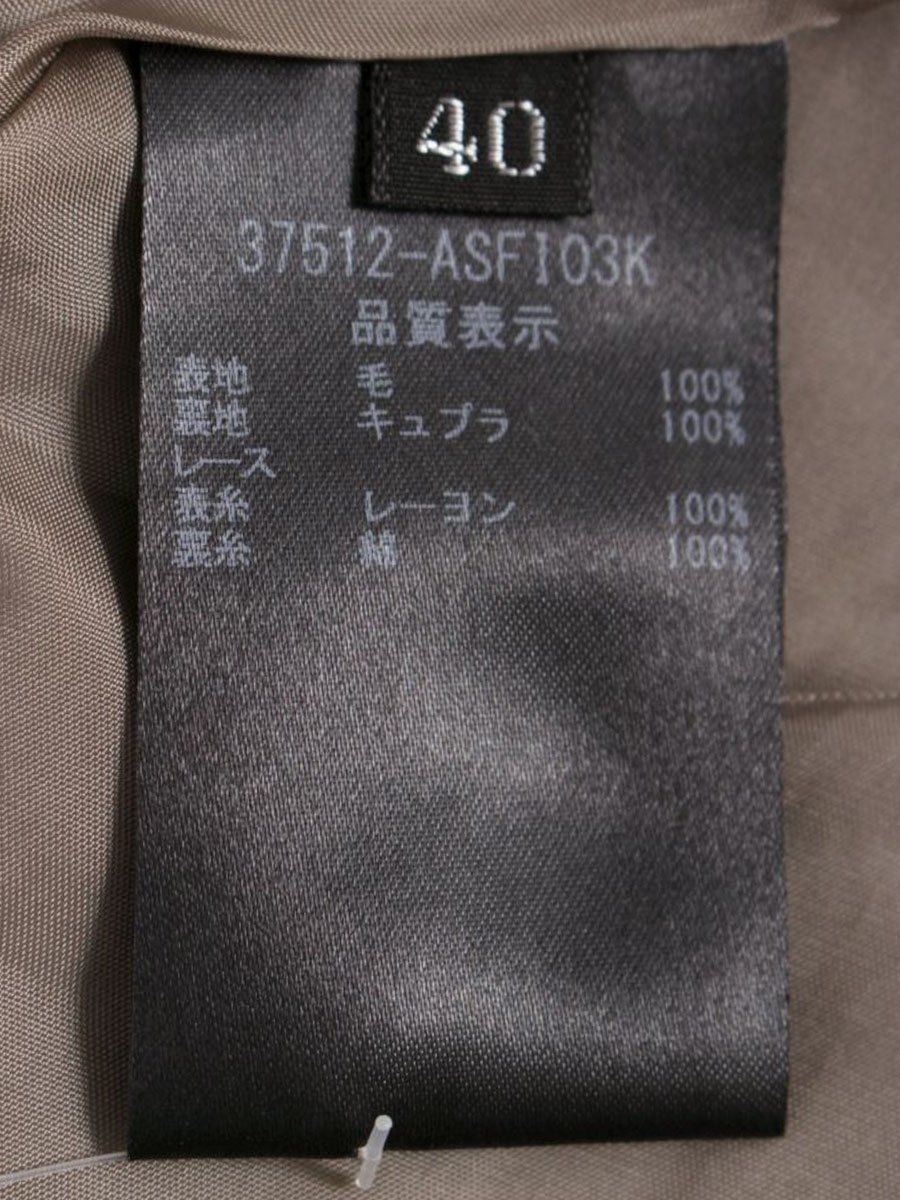 40
37512-ASFI03K
品質表示
表地 毛 100%
裏地 キュプラ 100%
レース
表糸 レーヨン 100%
裏糸 綿 100%